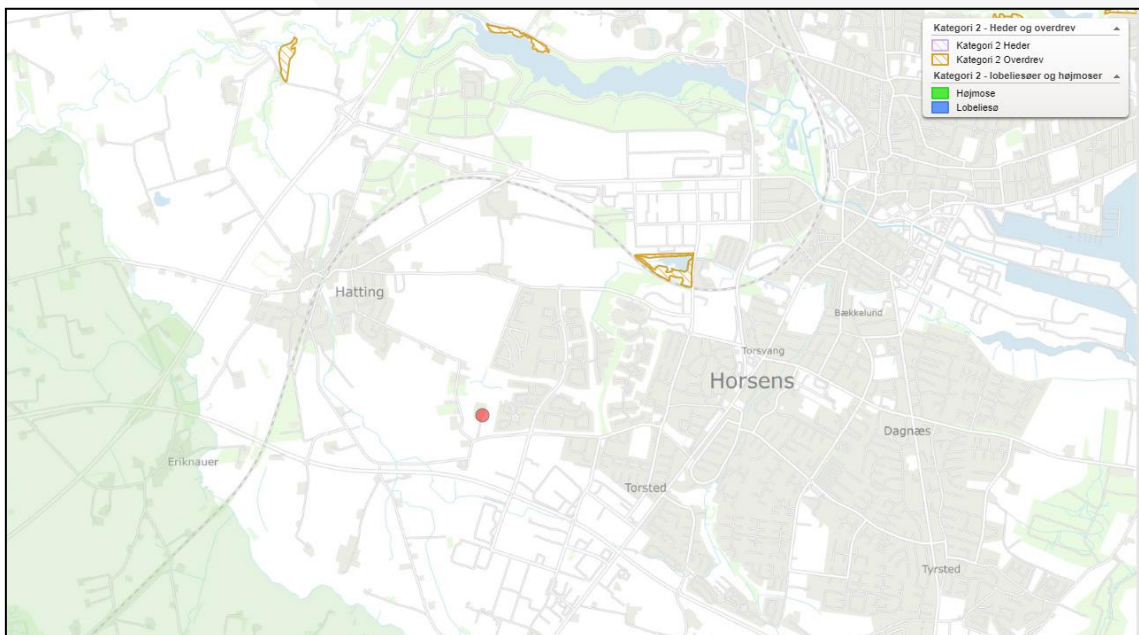 Kategori 2 - Heder og overdrev
Kategori 2 Heder
Kategori 2 Overdrev
Kategori 2 - lobeliesøer og højmoser
Højmose
Lobeliesø
Hatting
Bækkelund
Torsvang
Horsens
Dagnæs
Eriknauer
Torsted
Tyrsted